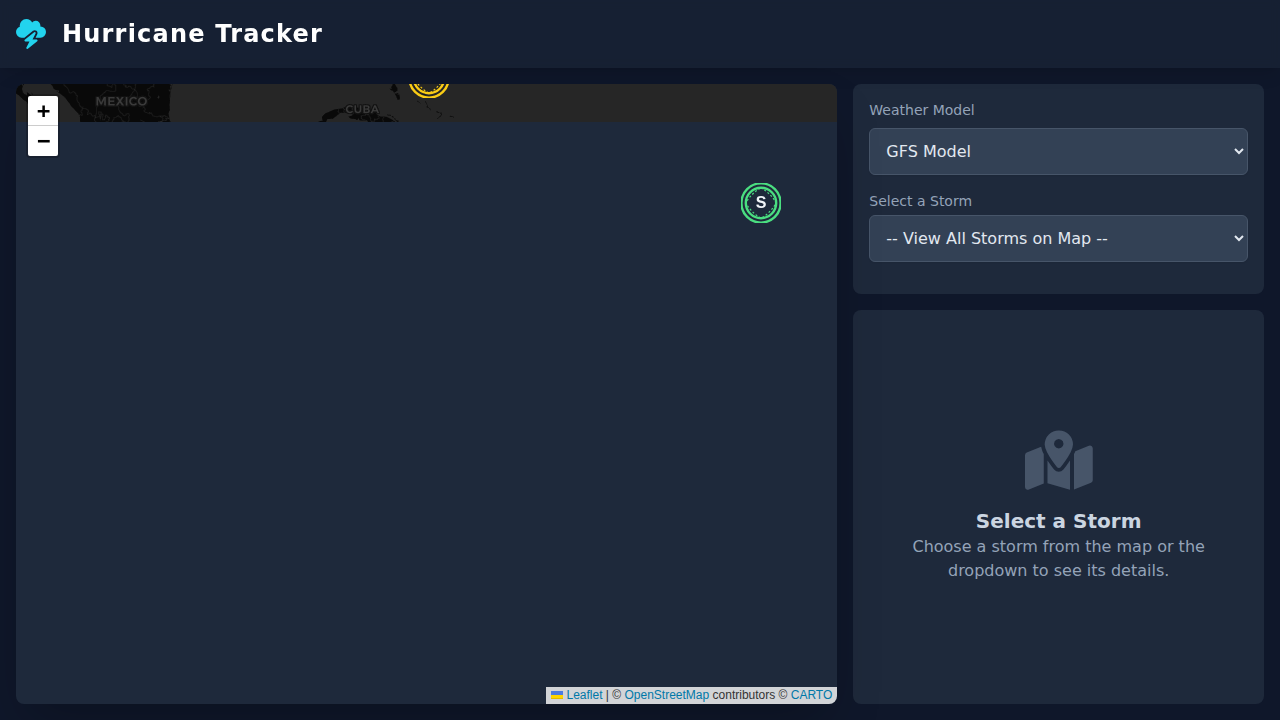 Hurricane Tracker
MEXICO
CUBA
+
−
S
Leaflet | © OpenStreetMap contributors © CARTO
Weather Model
GFS Model
Select a Storm
-- View All Storms on Map --
Select a Storm
Choose a storm from the map or the
dropdown to see its details.